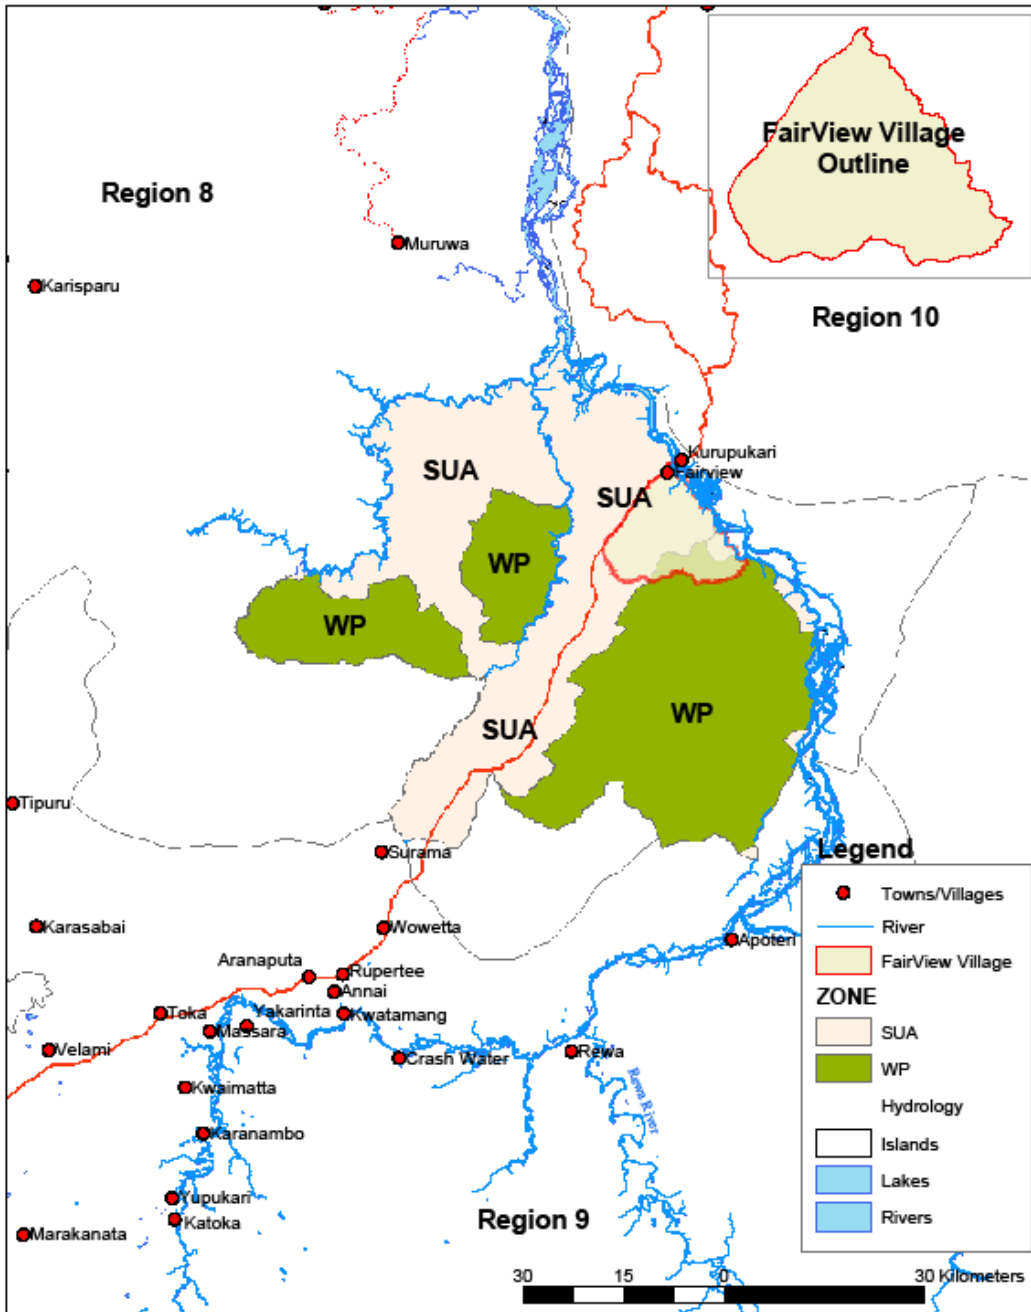 FairView Village
Outline
Region 8
Muruwa
Karisparu
Region 10
Kurupukari
Fairview
SUA
SUA
WP
WP
WP
SUA
Tipuru
Surama
Legend
Towns/Villages
River
FairView Village
ZONE
SUA
WP
Hydrology
Islands
Lakes
Rivers
Karasabai
Wowetta
Apoteri
Aranaputa
Rupertee
Annai
Toka
Yakarinta
Kwatamang
Massara
Velami
Crash Water
Rewa
Rewa River
Kwaimatta
Karanambo
Yupukari
Katoka
Marakanata
Region 9
30 15 0 30 Kilometers